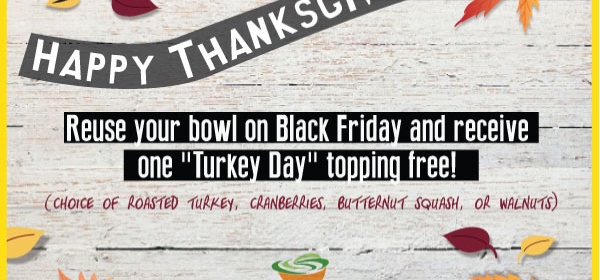 HAPPY THANKSGI
Reuse your bowl on Black Friday and receive
one "Turkey Day" topping free!
(CHOICE OF ROASTED TURKEY, CRANBERRIES, BUTTERNUT SQUASH, OR WALNUTS)